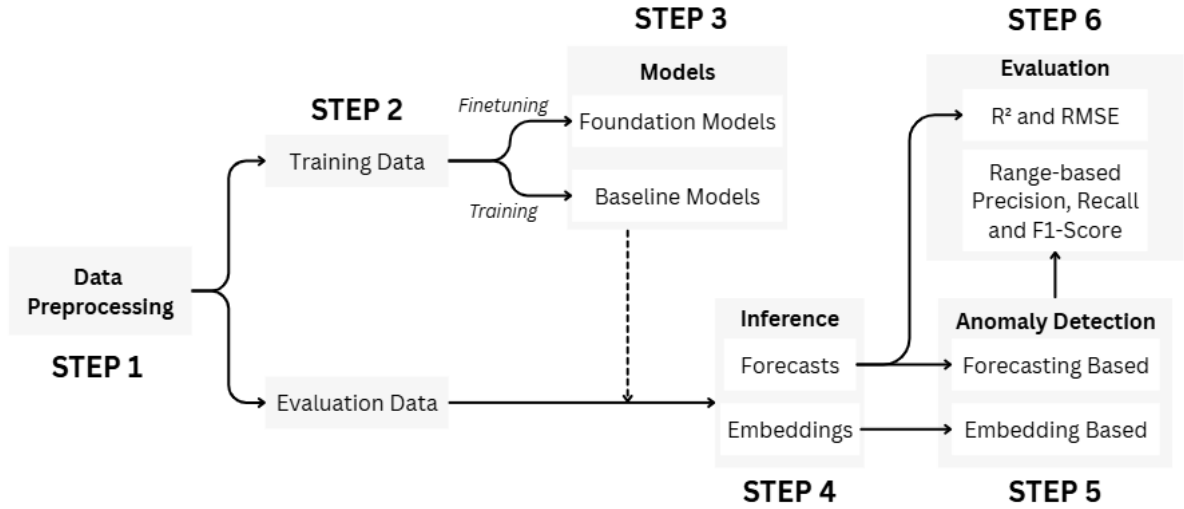 STEP 1
Data
Preprocessing
STEP 2
Training Data
Evaluation Data
Finetuning
Training
STEP 3
Models
Foundation Models
Baseline Models
Inference
Forecasts
Embeddings
STEP 4
Anomaly Detection
Forecasting Based
Embedding Based
STEP 5
STEP 6
Evaluation
R² and RMSE
Range-based
Precision, Recall
and F1-Score